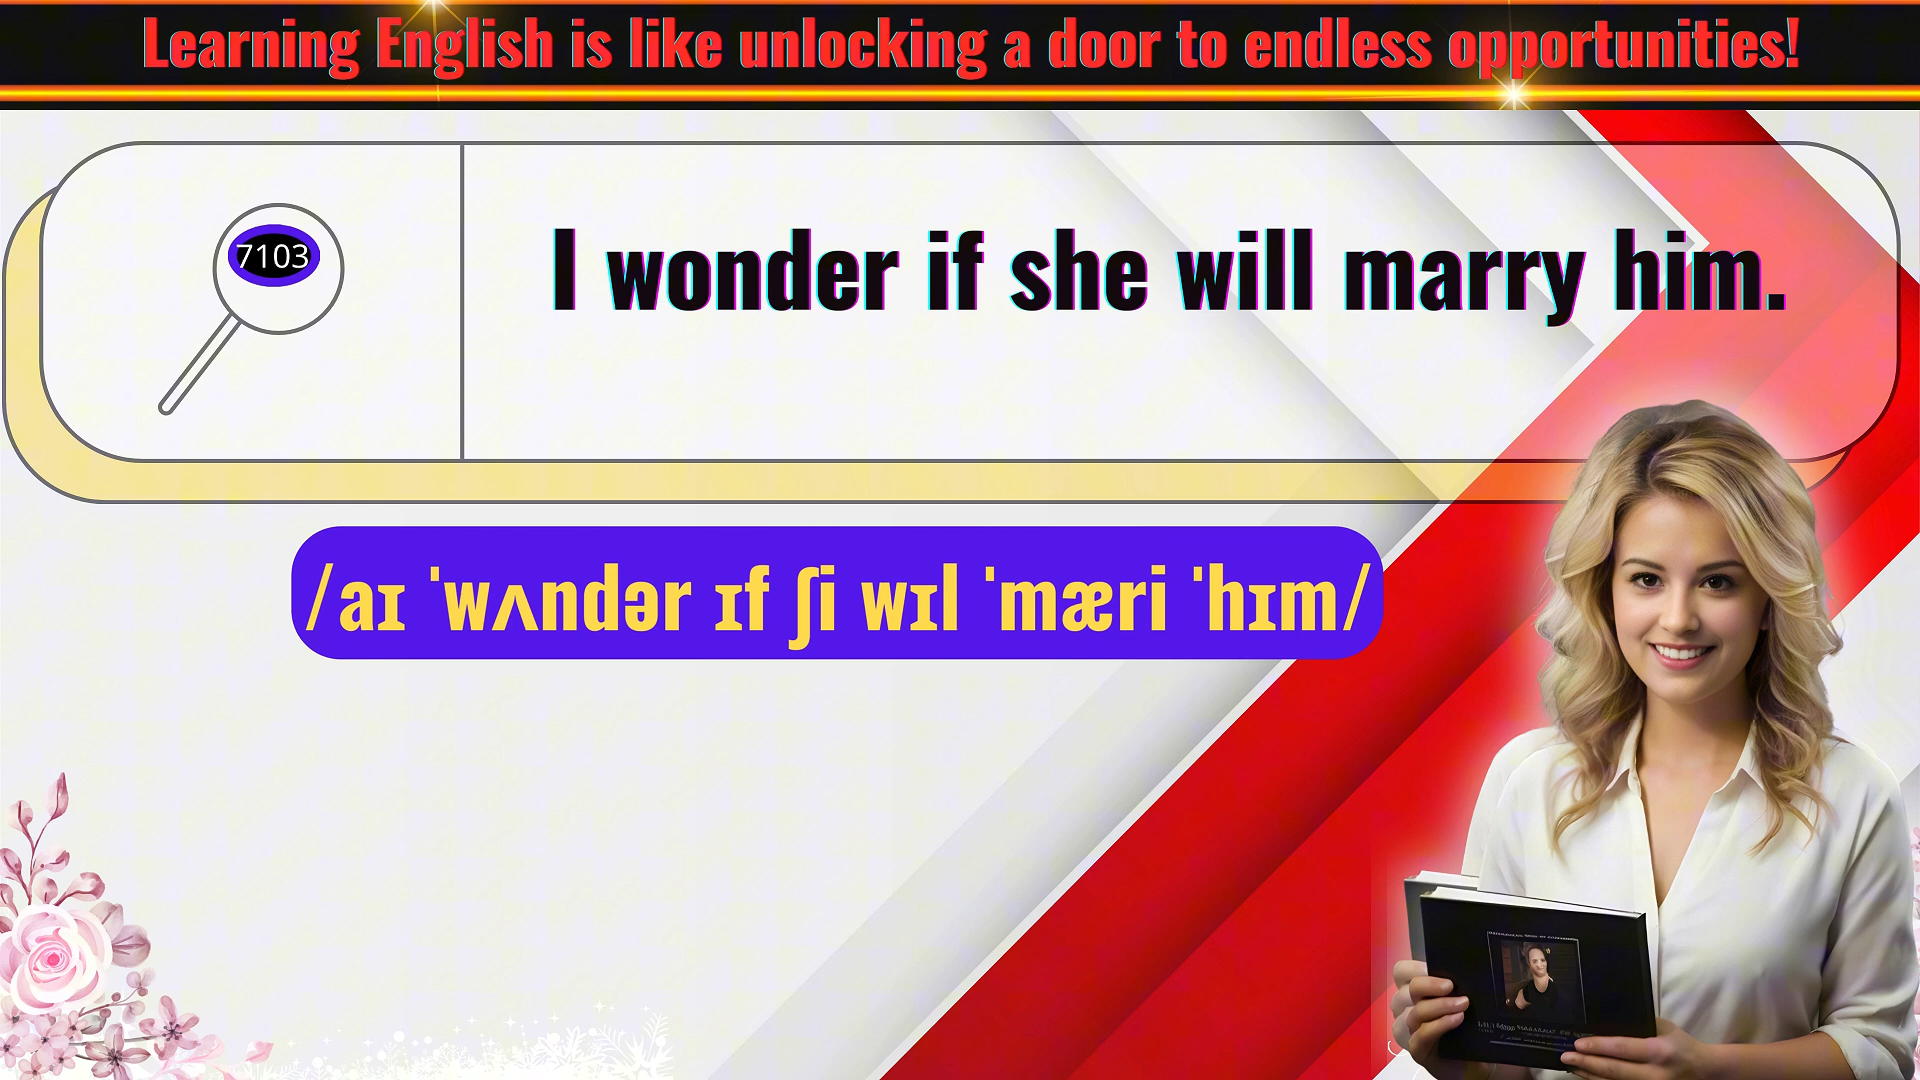 Learning English is like unlocking a door to endless opportunities!
7103
I wonder if she will marry him.
/aɪ ˈwʌndər ɪf ʃi wɪl ˈmæri ˈhɪm/